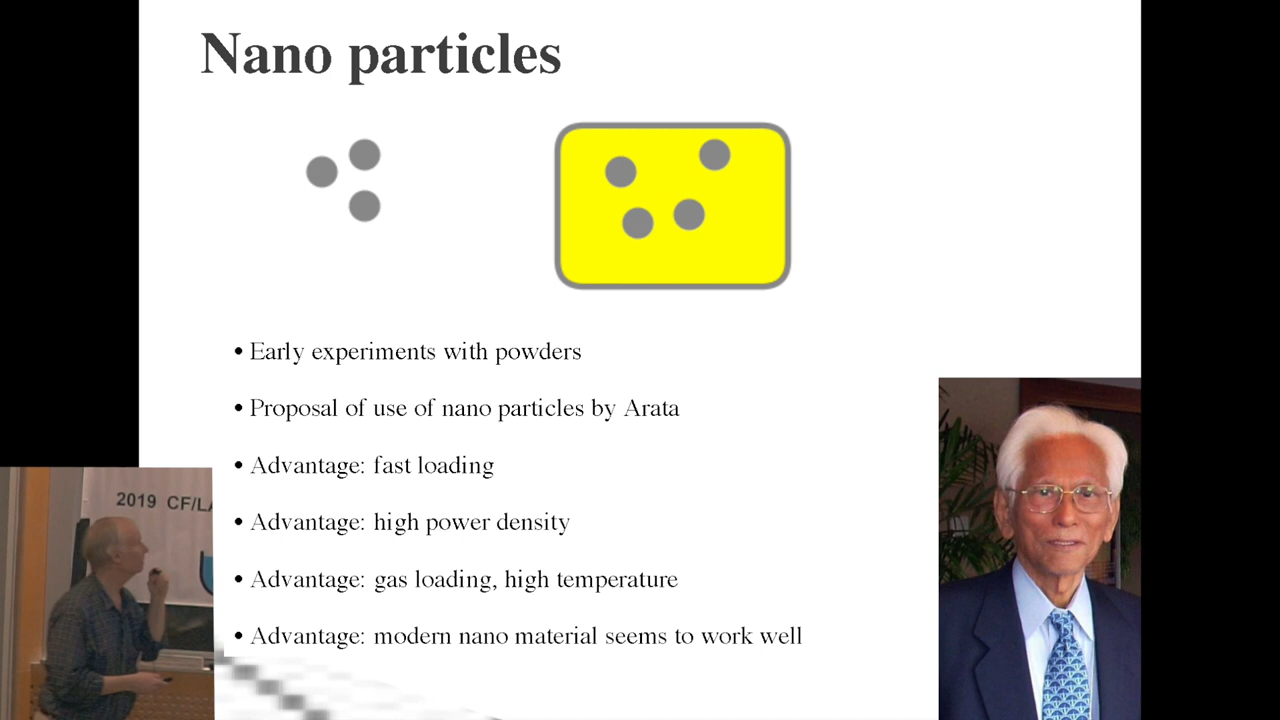 Nano particles
• Early experiments with powders
• Proposal of use of nano particles by Arata
• Advantage: fast loading
• Advantage: high power density
• Advantage: gas loading, high temperature
• Advantage: modern nano material seems to work well
2019 CF/LA